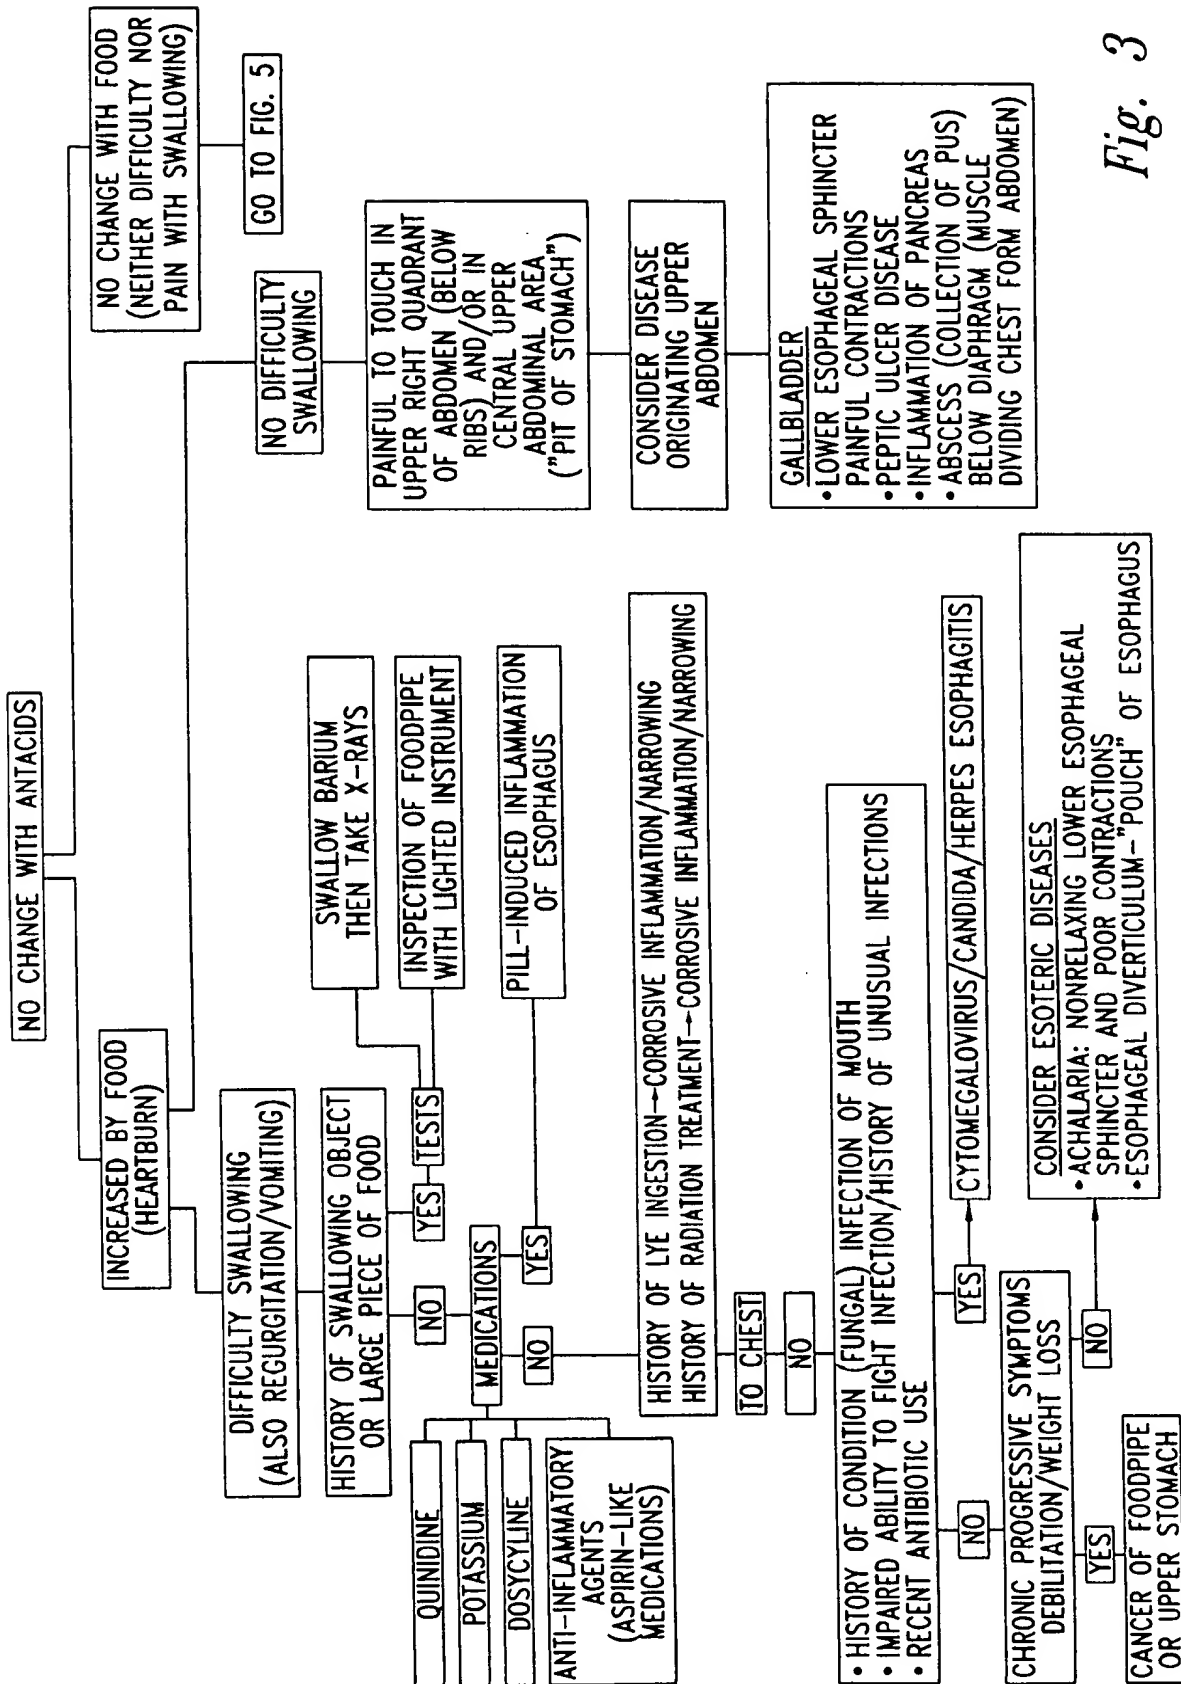 NO CHANGE WITH ANTACIDS
NO CHANGE WITH FOOD
(NEITHER DIFFICULTY NOR
PAIN WITH SWALLOWING)
GO TO FIG. 5
INCREASED BY FOOD
(HEARTBURN)
NO DIFFICULTY
SWALLOWING
PAINFUL TO TOUCH IN
UPPER RIGHT QUADRANT
OF ABDOMEN (BELOW
RIBS) AND/OR IN
CENTRAL UPPER
ABDOMINAL AREA
("PIT OF STOMACH")
CONSIDER DISEASE
ORIGINATING UPPER
ABDOMEN
GALLBLADDER
• LOWER ESOPHAGEAL SPHINCTER
PAINFUL CONTRACTIONS
• PEPTIC ULCER DISEASE
• INFLAMMATION OF PANCREAS
• ABSCESS (COLLECTION OF PUS)
BELOW DIAPHRAGM (MUSCLE
DIVIDING CHEST FORM ABDOMEN)
DIFFICULTY SWALLOWING
(ALSO REGURGITATION/VOMITING)
HISTORY OF SWALLOWING OBJECT
OR LARGE PIECE OF FOOD
YES
TESTS
SWALLOW BARIUM
THEN TAKE X-RAYS
INSPECTION OF FOODPIPE
WITH LIGHTED INSTRUMENT
NO
MEDICATIONS
QUINIDINE
POTASSIUM
DOSYCYLINE
ANTI-INFLAMMATORY
AGENTS
(ASPIRIN-LIKE
MEDICATIONS)
YES
PILL-INDUCED INFLAMMATION
OF ESOPHAGUS
NO
HISTORY OF LYE INGESTION→CORROSIVE INFLAMMATION/NARROWING
HISTORY OF RADIATION TREATMENT→CORROSIVE INFLAMMATION/NARROWING
TO CHEST
NO
• HISTORY OF CONDITION (FUNGAL) INFECTION OF MOUTH
• IMPAIRED ABILITY TO FIGHT INFECTION/HISTORY OF UNUSUAL INFECTIONS
• RECENT ANTIBIOTIC USE
YES
CYTOMEGALOVIRUS/CANDIDA/HERPES ESOPHAGITIS
NO
CHRONIC PROGRESSIVE SYMPTOMS
DEBILITATION/WEIGHT LOSS
NO
CONSIDER ESOTERIC DISEASES
• ACHALARIA: NONRELAXING LOWER ESOPHAGEAL
SPHINCTER AND POOR CONTRACTIONS
• ESOPHAGEAL DIVERTICULUM-"POUCH" OF ESOPHAGUS
YES
CANCER OF FOODPIPE
OR UPPER STOMACH
Fig. 3